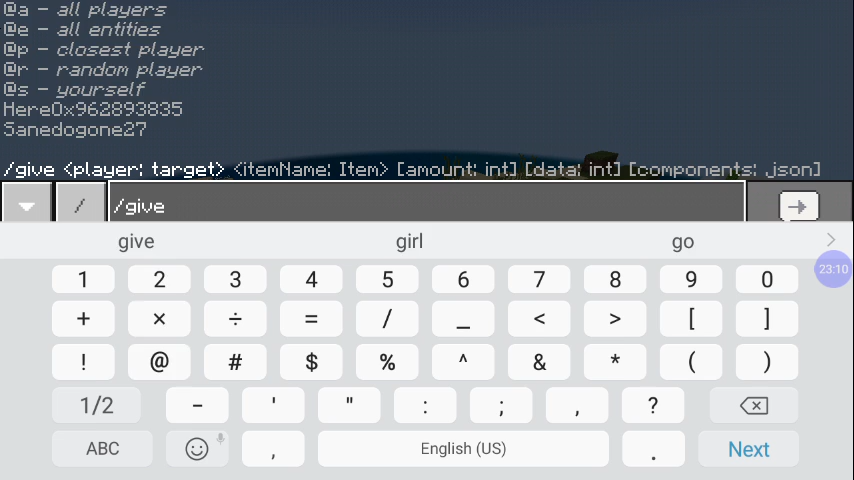 @a - all players
@e - all entities
@p - closest player
@r - random player
@s - yourself
Here0x962893835
Sanedogone27
/give <player: target> <itemName: Item> [amount: int] [data: int] [components: json]
/ /give
give girl go >
1 2 3 4 5 6 7 8 9 0
23:10
+ × ÷ = / _ < > [ ]
! @ # $ % ^ & * ( )
1/2 - ' " : ; , ?
ABC , English (US) . Next